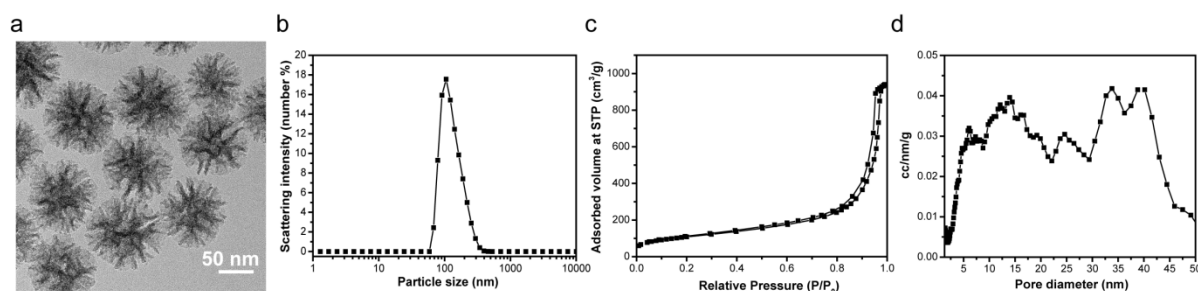 a
50 nm
b
Scattering intensity (number %)
20
18
16
14
12
10
8
6
4
2
0
1 10 100 1000 10000
Particle size (nm)
c
Adsorbed volume at STP (cm³/g)
1000
800
600
400
200
0
0.0 0.2 0.4 0.6 0.8 1.0
Relative Pressure (P/P₀)
d
cc/nm/g
0.05
0.04
0.03
0.02
0.01
0.00
5 10 15 20 25 30 35 40 45 50
Pore diameter (nm)